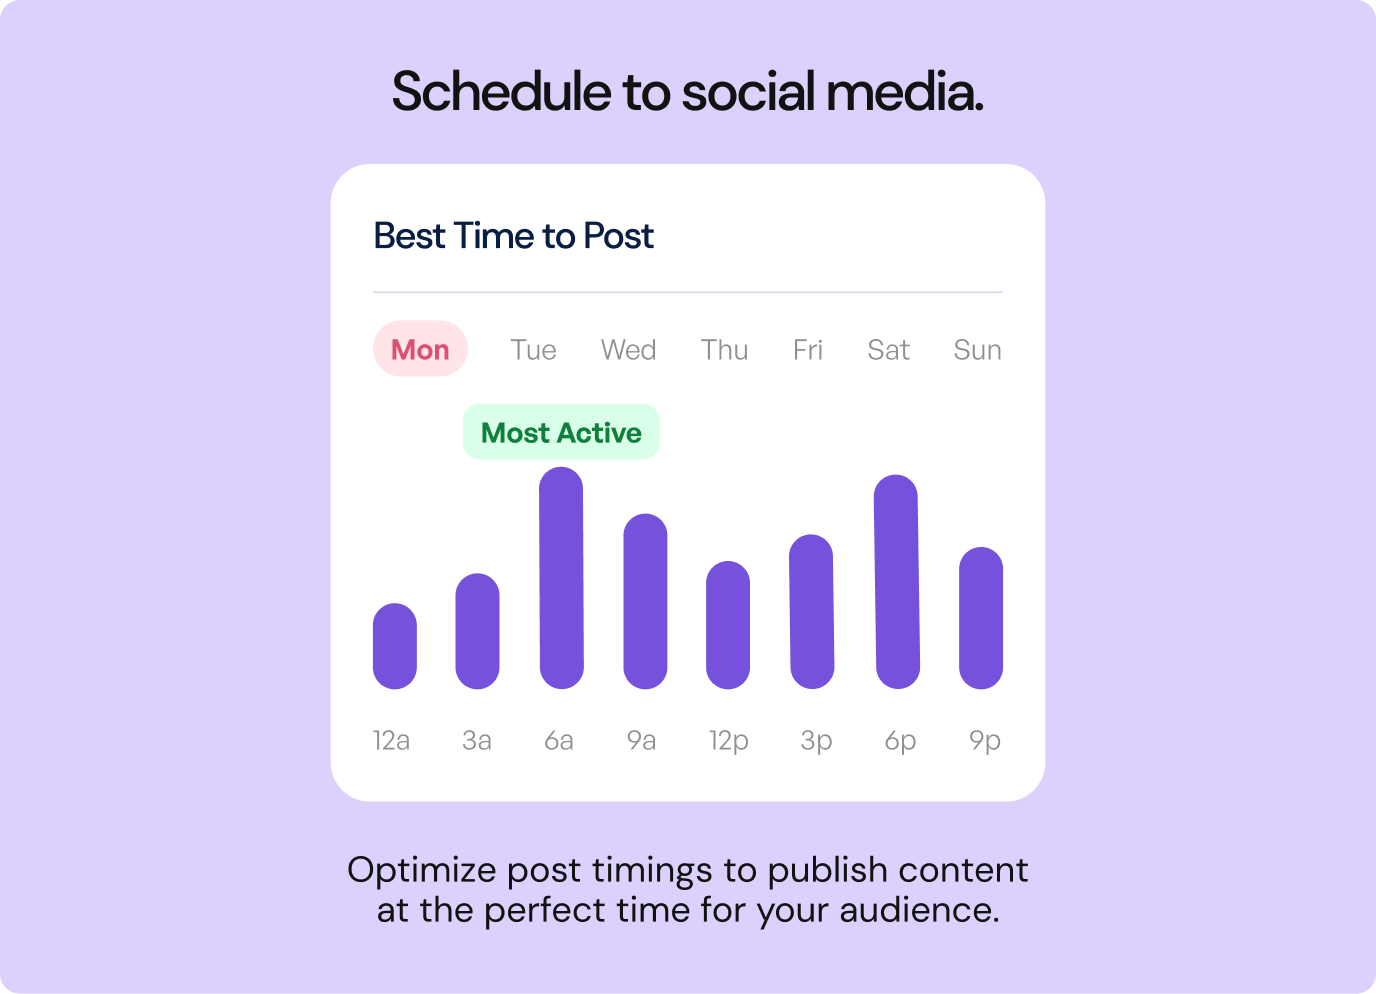 Schedule to social media.
Best Time to Post
Mon Tue Wed Thu Fri Sat Sun
Most Active
12a 3a 6a 9a 12p 3p 6p 9p
Optimize post timings to publish content
at the perfect time for your audience.